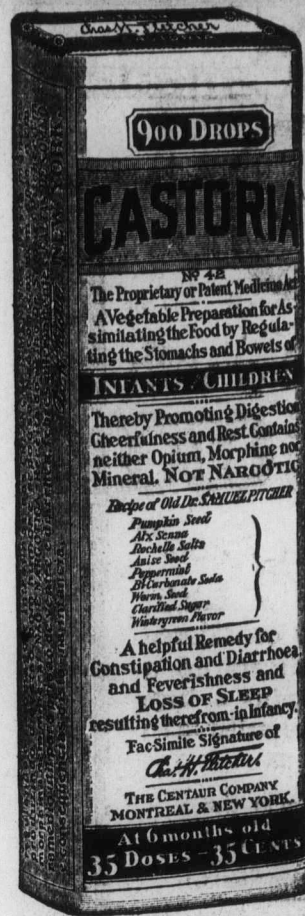 Chas. H. Fletcher
900 DROPS
CASTORIA
Nº 42
The Proprietary or Patent Medicine Act
A Vegetable Preparation for As-
similating the Food by Regula-
ting the Stomachs and Bowels of
INFANTS CHILDREN
Thereby Promoting Digestion
Cheerfulness and Rest. Contains
neither Opium, Morphine nor
Mineral. NOT NARCOTIC
Recipe of Old Dr. SAMUEL PITCHER
Pumpkin Seed
Alx Senna
Rochelle Salts
Anise Seed
Peppermint
Bi-Carbonate Soda
Worm Seed
Clarified Sugar
Wintergreen Flavor
A helpful Remedy for
Constipation and Diarrhoea
and Feverishness and
LOSS OF SLEEP
resulting therefrom-in Infancy.
Fac-Simile Signature of
Chas. H. Fletcher.
THE CENTAUR COMPANY
MONTREAL & NEW YORK.
At 6 months old
35 DOSES - 35 CENTS